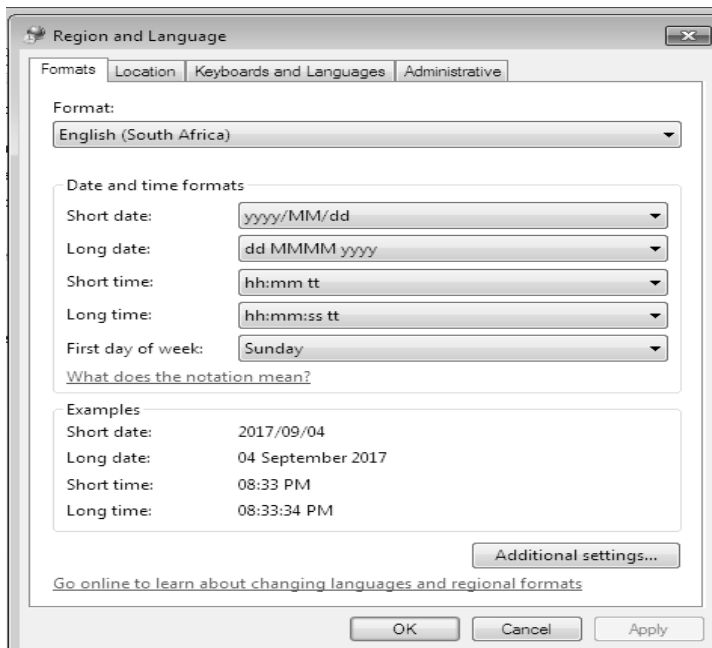 Region and Language
Formats Location Keyboards and Languages Administrative
Format:
English (South Africa)
Date and time formats
Short date: yyyy/MM/dd
Long date: dd MMMM yyyy
Short time: hh:mm tt
Long time: hh:mm:ss tt
First day of week: Sunday
What does the notation mean?
Examples
Short date: 2017/09/04
Long date: 04 September 2017
Short time: 08:33 PM
Long time: 08:33:34 PM
Additional settings...
Go online to learn about changing languages and regional formats
OK Cancel Apply